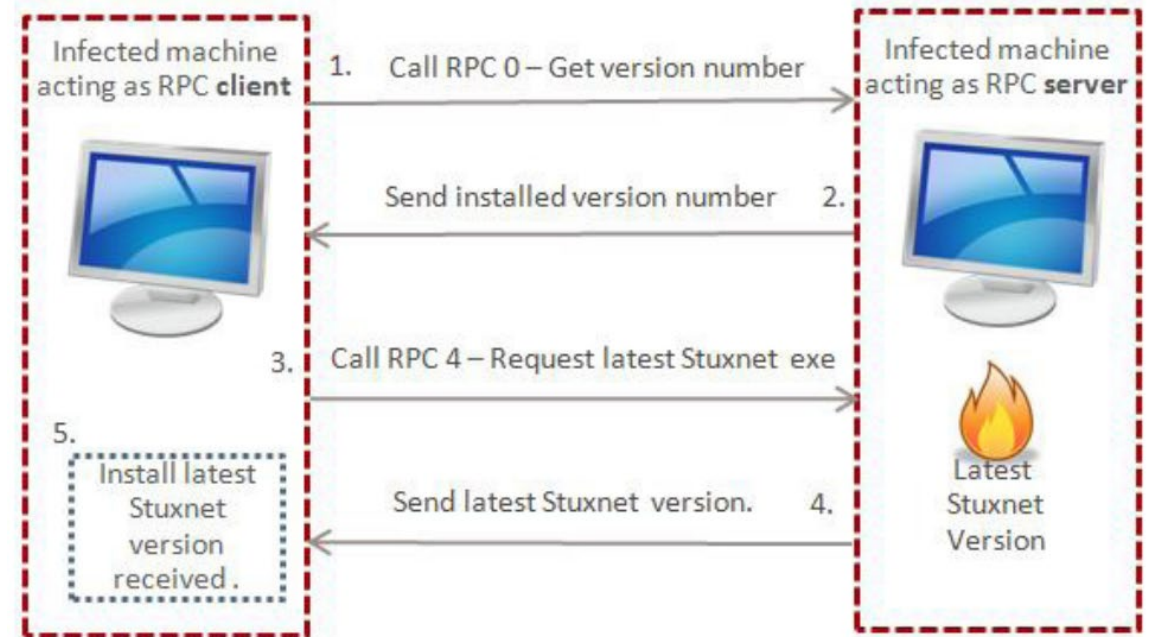 Infected machine
acting as RPC client
Infected machine
acting as RPC server
1. Call RPC 0 – Get version number
Send installed version number 2.
3. Call RPC 4 – Request latest Stuxnet exe
Send latest Stuxnet version. 4.
5.
Install latest
Stuxnet
version
received .
Latest
Stuxnet
Version